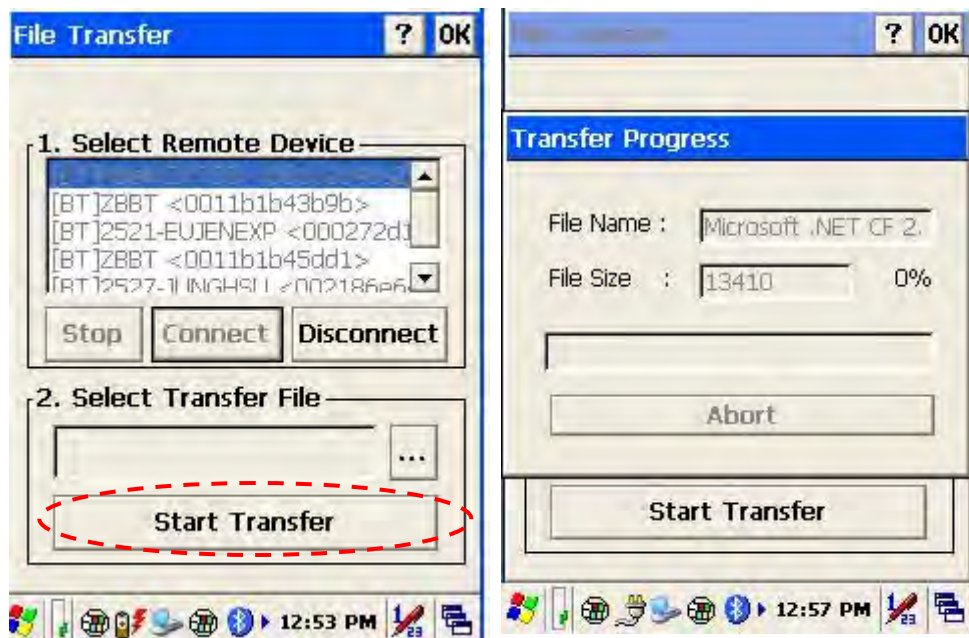 File Transfer ? OK
1. Select Remote Device
[BT]ZBBT <0011b1b43b9b>
[BT]2521-EUJENEXP <000272d1
[BT]ZBBT <0011b1b45dd1>
Stop Connect Disconnect
2. Select Transfer File
...
Start Transfer
12:53 PM
? OK
Transfer Progress
File Name : Microsoft .NET CF 2.
File Size : 13410 0%
Abort
Start Transfer
12:57 PM